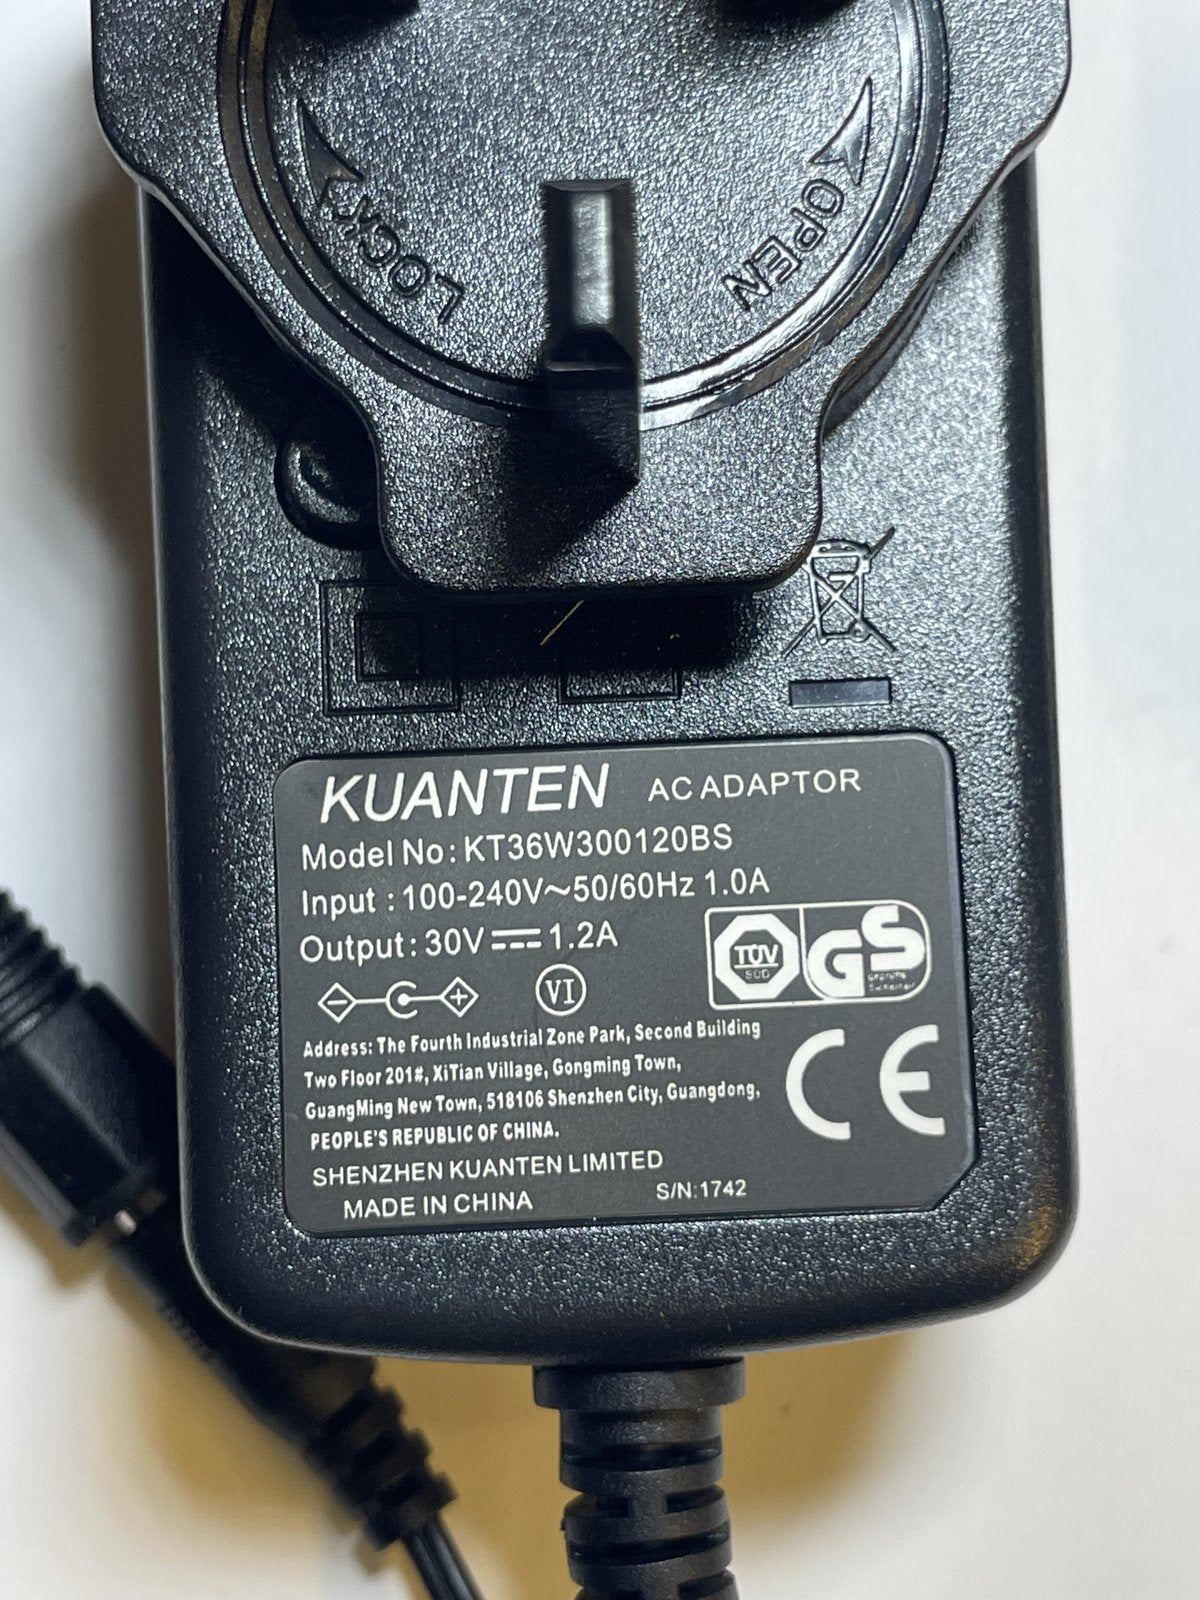 LOCK
OPEN
KUANTEN AC ADAPTOR
Model No: KT36W300120BS
Input : 100-240V~50/60Hz 1.0A
Output: 30V⎓1.2A
VI
TÜV
SÜD
GS
geprüfte
Sicherheit
Address: The Fourth Industrial Zone Park, Second Building
Two Floor 201#, XiTian Village, Gongming Town,
GuangMing New Town, 518106 Shenzhen City, Guangdong,
PEOPLE'S REPUBLIC OF CHINA.
CE
SHENZHEN KUANTEN LIMITED
MADE IN CHINA S/N:1742